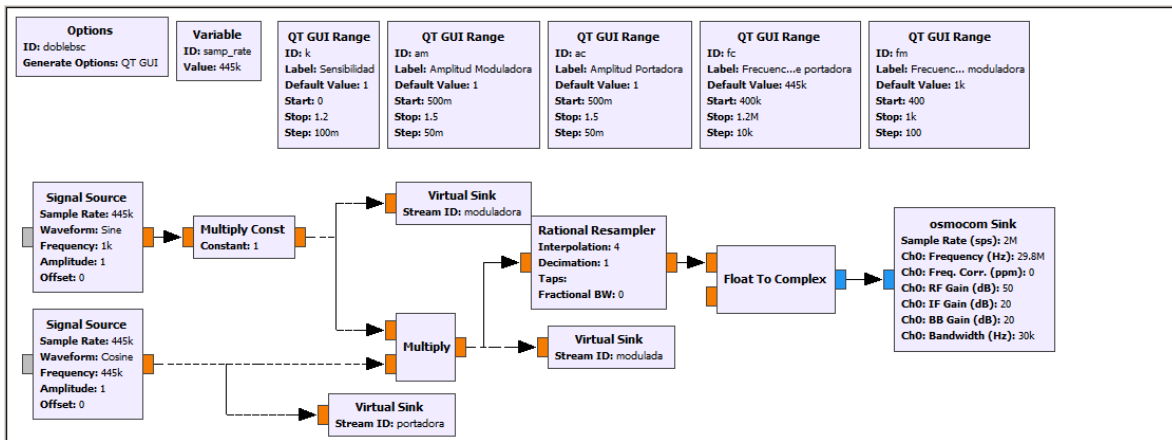 Options
ID: doblebsc
Generate Options: QT GUI
Variable
ID: samp_rate
Value: 445k
QT GUI Range
ID: k
Label: Sensibilidad
Default Value: 1
Start: 0
Stop: 1.2
Step: 100m
QT GUI Range
ID: am
Label: Amplitud Moduladora
Default Value: 1
Start: 500m
Stop: 1.5
Step: 50m
QT GUI Range
ID: ac
Label: Amplitud Portadora
Default Value: 1
Start: 500m
Stop: 1.5
Step: 50m
QT GUI Range
ID: fc
Label: Frecuenc...e portadora
Default Value: 445k
Start: 400k
Stop: 1.2M
Step: 10k
QT GUI Range
ID: fm
Label: Frecuenc... moduladora
Default Value: 1k
Start: 400
Stop: 1k
Step: 100
Signal Source
Sample Rate: 445k
Waveform: Sine
Frequency: 1k
Amplitude: 1
Offset: 0
Multiply Const
Constant: 1
Virtual Sink
Stream ID: moduladora
Rational Resampler
Interpolation: 4
Decimation: 1
Taps:
Fractional BW: 0
Float To Complex
osmocom Sink
Sample Rate (sps): 2M
Ch0: Frequency (Hz): 29.8M
Ch0: Freq. Corr. (ppm): 0
Ch0: RF Gain (dB): 50
Ch0: IF Gain (dB): 20
Ch0: BB Gain (dB): 20
Ch0: Bandwidth (Hz): 30k
Signal Source
Sample Rate: 445k
Waveform: Cosine
Frequency: 445k
Amplitude: 1
Offset: 0
Multiply
Virtual Sink
Stream ID: modulada
Virtual Sink
Stream ID: portadora